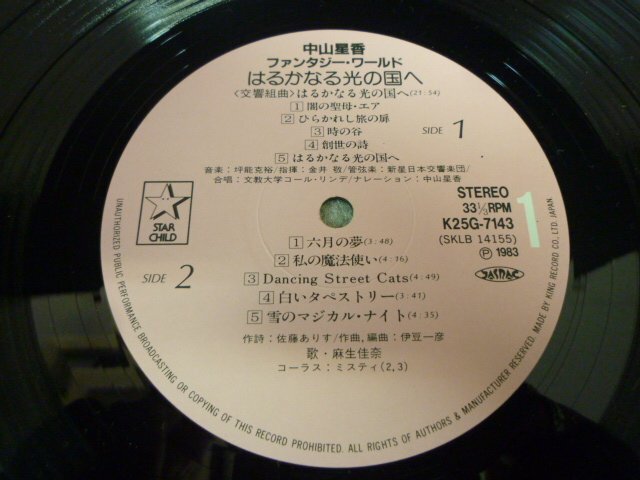 中山星香
ファンタジー・ワールド
はるかなる光の国へ
〈交響組曲〉はるかなる光の国へ(21:54)
1 闇の聖母・エア
2 ひらかれし旅の扉
3 時の谷
4 創世の詩
5 はるかなる光の国へ
SIDE 1
音楽:坪能克裕/指揮:金井 敬/管弦楽:新星日本交響楽団/
合唱:文教大学コール・リンデ/ナレーション:中山星香
STAR
CHILD
STEREO
33 1/3 RPM
K25G-7143
(SKLB 14155)
Ⓟ 1983
1
JASRAC
SIDE 2
1 六月の夢(3:48)
2 私の魔法使い(4:16)
3 Dancing Street Cats(4:49)
4 白いタペストリー(3:41)
5 雪のマジカル・ナイト(4:35)
作詩:佐藤ありす/作曲,編曲:伊豆一彦
歌・麻生佳奈
コーラス:ミスティ(2,3)
UNAUTHORIZED PUBLIC PERFORMANCE BROADCASTING OR COPYING OF THIS RECORD PROHIBITED. ALL RIGHTS OF AUTHORS & MANUFACTURER RESERVED. MADE BY KING RECORD CO., LTD. JAPAN.